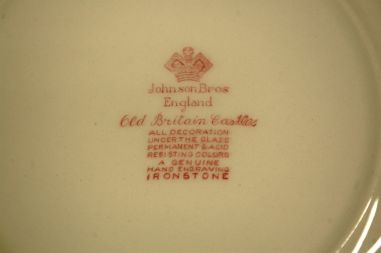 Johnson Bros
England
Old Britain Castles
ALL DECORATION
UNDER THE GLAZE
PERMANENT & ACID
RESISTING COLORS
A GENUINE
HAND ENGRAVING
IRONSTONE